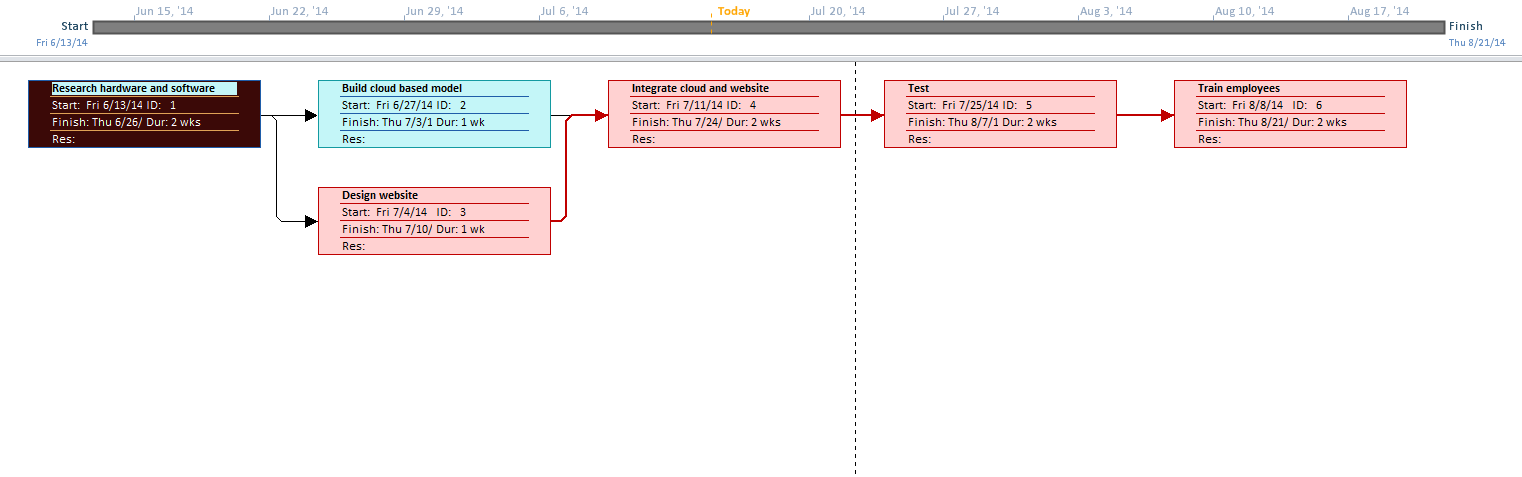 Jun 15, '14 Jun 22, '14 Jun 29, '14 Jul 6, '14 Today Jul 20, '14 Jul 27, '14 Aug 3, '14 Aug 10, '14 Aug 17, '14
Start Finish
Fri 6/13/14 Thu 8/21/14
Research hardware and software
Start: Fri 6/13/14 ID: 1
Finish: Thu 6/26/ Dur: 2 wks
Res:
Build cloud based model
Start: Fri 6/27/14 ID: 2
Finish: Thu 7/3/1 Dur: 1 wk
Res:
Design website
Start: Fri 7/4/14 ID: 3
Finish: Thu 7/10/ Dur: 1 wk
Res:
Integrate cloud and website
Start: Fri 7/11/14 ID: 4
Finish: Thu 7/24/ Dur: 2 wks
Res:
Test
Start: Fri 7/25/14 ID: 5
Finish: Thu 8/7/1 Dur: 2 wks
Res:
Train employees
Start: Fri 8/8/14 ID: 6
Finish: Thu 8/21/ Dur: 2 wks
Res: